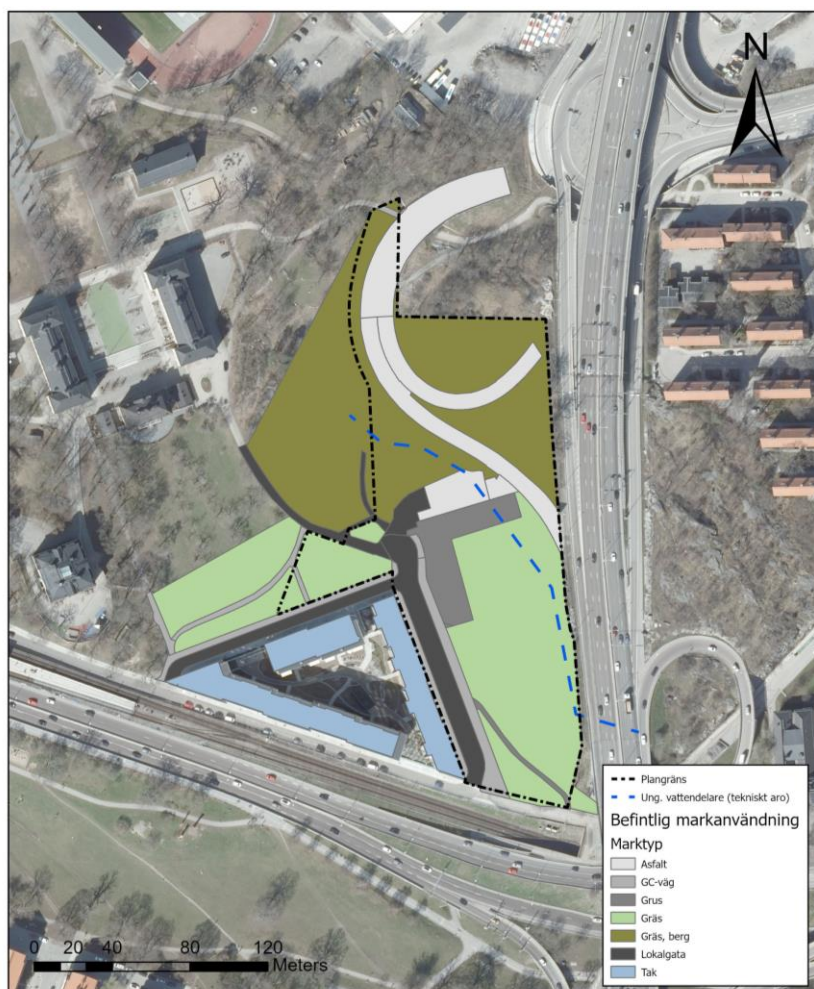 N
Plangräns
Ung. vattendelare (tekniskt aro)
Befintlig markanvändning
Marktyp
Asfalt
GC-väg
Grus
Gräs
Gräs, berg
Lokalgata
Tak
0 20 40 80 120
Meters